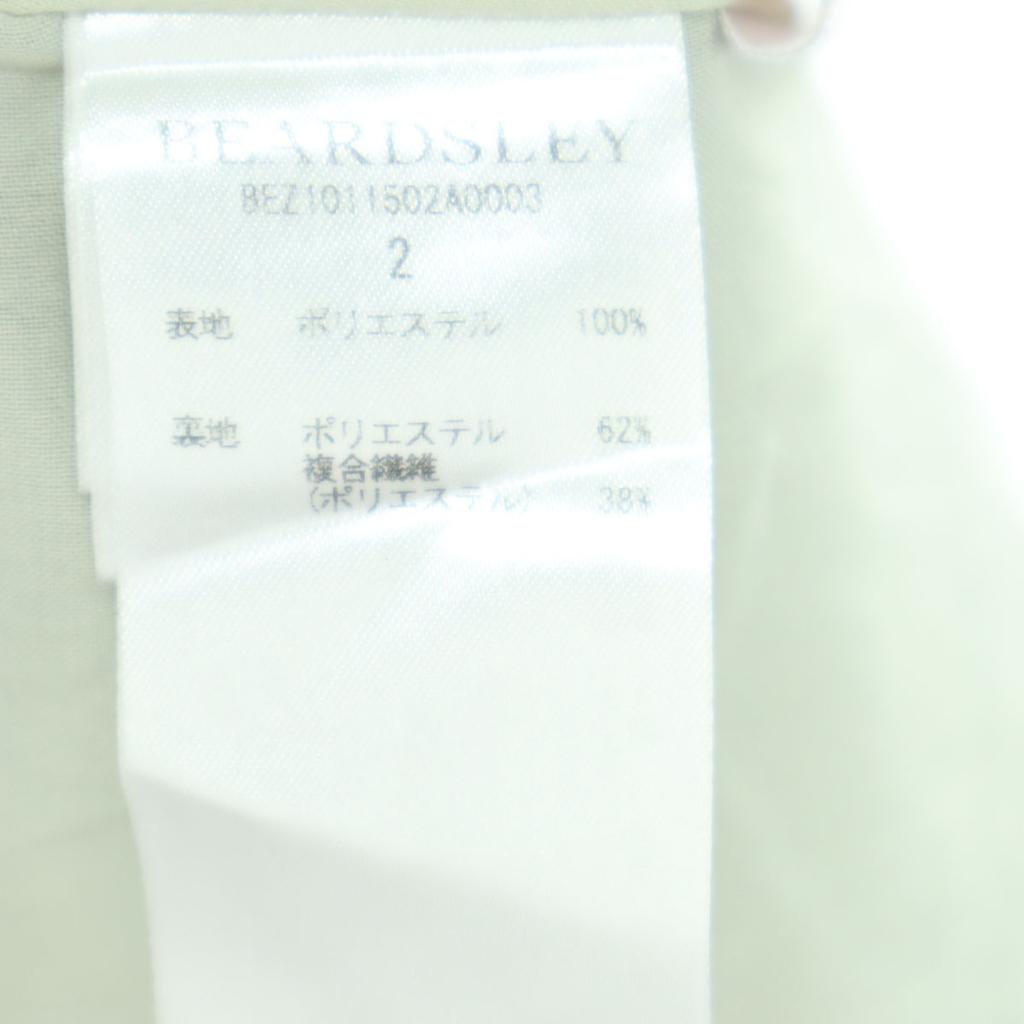 BEARDSLEY
BEZ1011502A0003
2
表地 ポリエステル 100%
裏地 ポリエステル 62%
複合繊維
(ポリエステル) 38%